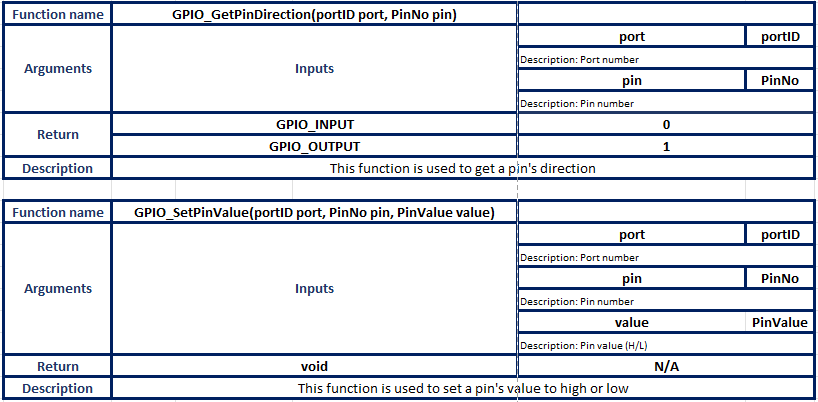 Function name GPIO_GetPinDirection(portID port, PinNo pin)
Arguments Inputs port portID
Description: Port number
pin PinNo
Description: Pin number
Return GPIO_INPUT 0
GPIO_OUTPUT 1
Description This function is used to get a pin's direction
Function name GPIO_SetPinValue(portID port, PinNo pin, PinValue value)
Arguments Inputs port portID
Description: Port number
pin PinNo
Description: Pin number
value PinValue
Description: Pin value (H/L)
Return void N/A
Description This function is used to set a pin's value to high or low